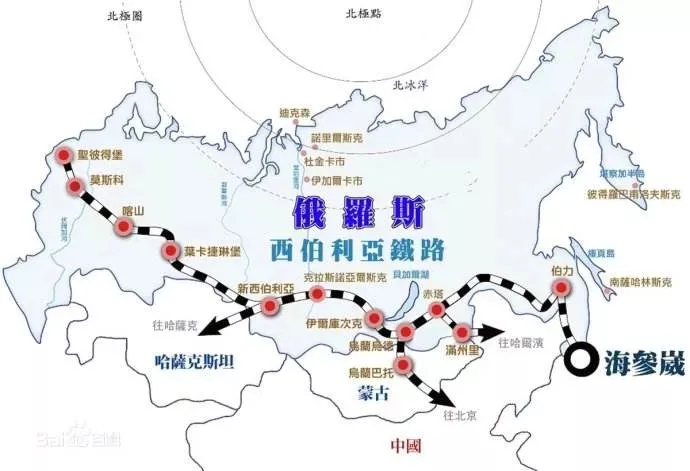 北極圈
北極點
北冰洋
迪克森
諾里爾斯克
杜金卡市
伊加爾卡市
聖彼得堡
莫斯科
喀山
葉卡捷琳堡
俄羅斯
西伯利亞鐵路
堪察加半島
彼得羅巴甫洛夫斯克
庫頁島
南薩哈林斯克
新西伯利亞
克拉斯諾亞爾斯克
貝加爾湖
赤塔
伯力
伊爾庫次克
烏蘭烏德
滿州里
往哈爾濱
海參崴
往哈薩克
哈薩克斯坦
烏蘭巴托
蒙古
往北京
中國
Bai百科